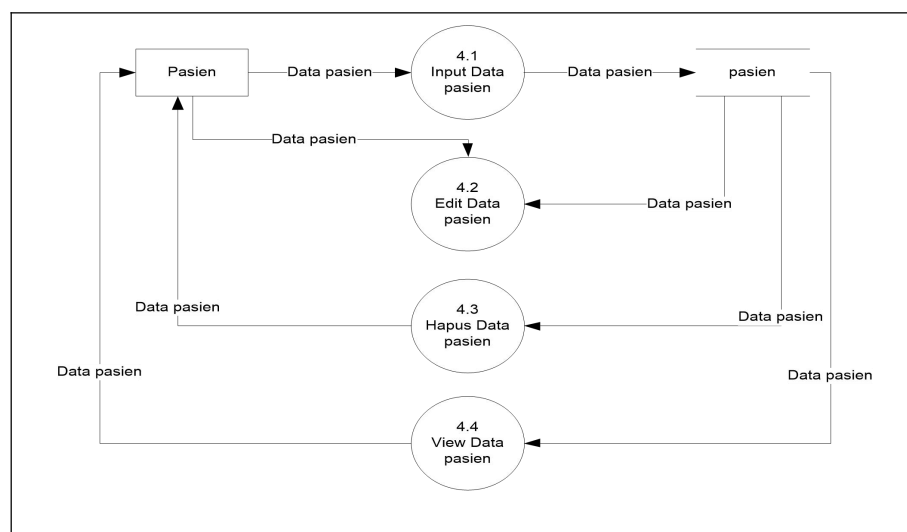 Pasien
Data pasien
4.1
Input Data
pasien
Data pasien
pasien
Data pasien
4.2
Edit Data
pasien
Data pasien
Data pasien
4.3
Hapus Data
pasien
Data pasien
Data pasien
Data pasien
4.4
View Data
pasien